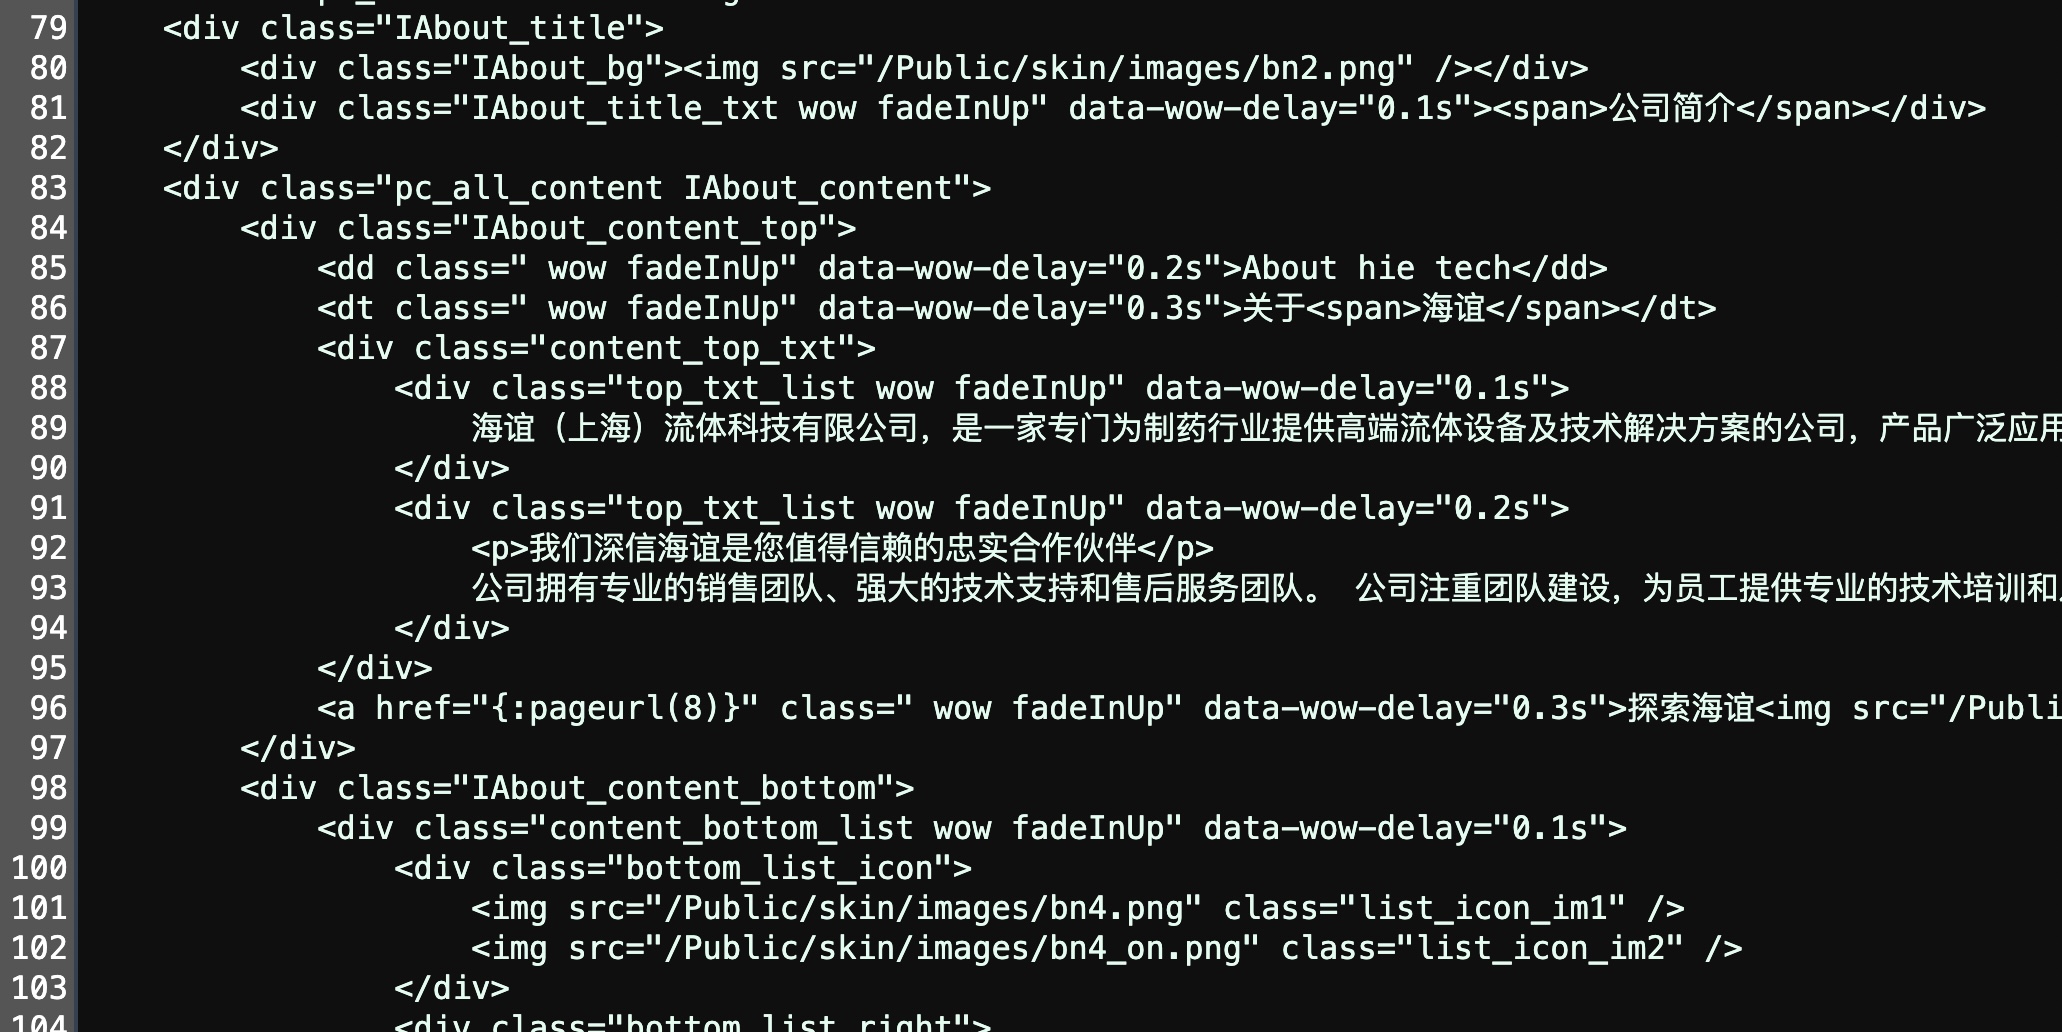 79 <div class="IAbout_title">
80 <div class="IAbout_bg"><img src="/Public/skin/images/bn2.png" /></div>
81 <div class="IAbout_title_txt wow fadeInUp" data-wow-delay="0.1s"><span>公司简介</span></div>
82 </div>
83 <div class="pc_all_content IAbout_content">
84 <div class="IAbout_content_top">
85 <dd class=" wow fadeInUp" data-wow-delay="0.2s">About hie tech</dd>
86 <dt class=" wow fadeInUp" data-wow-delay="0.3s">关于<span>海谊</span></dt>
87 <div class="content_top_txt">
88 <div class="top_txt_list wow fadeInUp" data-wow-delay="0.1s">
89 海谊（上海）流体科技有限公司，是一家专门为制药行业提供高端流体设备及技术解决方案的公司，产品广泛应用
90 </div>
91 <div class="top_txt_list wow fadeInUp" data-wow-delay="0.2s">
92 <p>我们深信海谊是您值得信赖的忠实合作伙伴</p>
93 公司拥有专业的销售团队、强大的技术支持和售后服务团队。 公司注重团队建设，为员工提供专业的技术培训和
94 </div>
95 </div>
96 <a href="{:pageurl(8)}" class=" wow fadeInUp" data-wow-delay="0.3s">探索海谊<img src="/Publi
97 </div>
98 <div class="IAbout_content_bottom">
99 <div class="content_bottom_list wow fadeInUp" data-wow-delay="0.1s">
100 <div class="bottom_list_icon">
101 <img src="/Public/skin/images/bn4.png" class="list_icon_im1" />
102 <img src="/Public/skin/images/bn4_on.png" class="list_icon_im2" />
103 </div>
104 <div class="bottom_list_right">